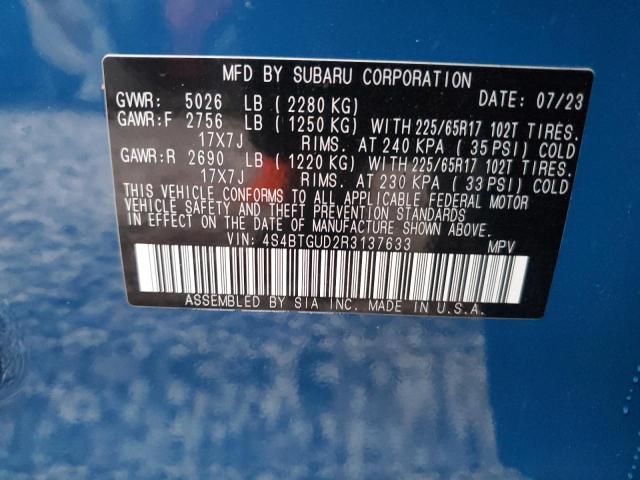 MFD BY SUBARU CORPORATION
GVWR: 5026 LB (2280 KG) DATE: 07/23
GAWR:F 2756 LB (1250 KG) WITH 225/65R17 102T TIRES.
17X7J RIMS. AT 240 KPA (35 PSI) COLD
GAWR:R 2690 LB (1220 KG) WITH 225/65R17 102T TIRES.
17X7J RIMS. AT 230 KPA (33 PSI) COLD
THIS VEHICLE CONFORMS TO ALL APPLICABLE FEDERAL MOTOR
VEHICLE SAFETY AND THEFT PREVENTION STANDARDS
IN EFFECT ON THE DATE OF MANUFACTURE SHOWN ABOVE.
VIN: 4S4BTGUD2R3137633 MPV
ASSEMBLED BY SIA INC. MADE IN U.S.A.